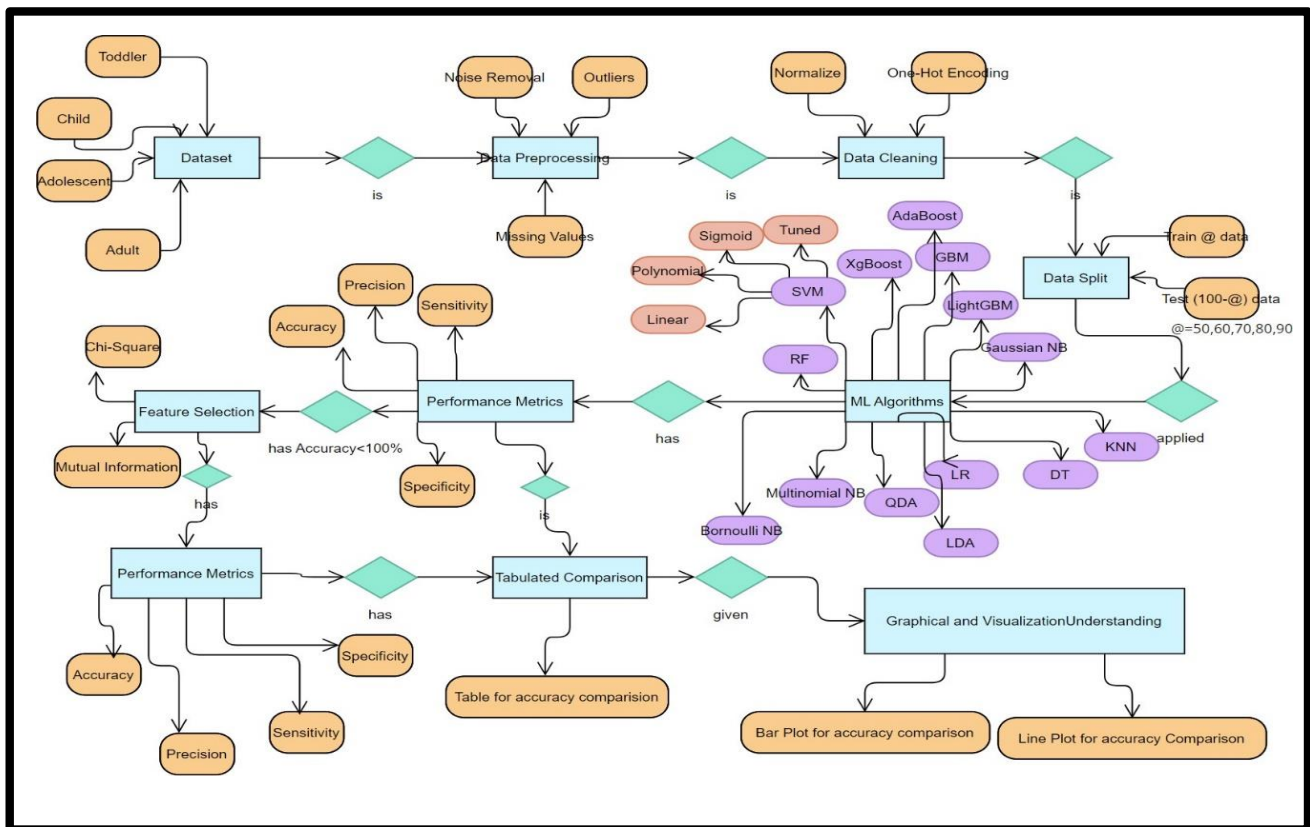 Toddler
Noise Removal
Outliers
Normalize
One-Hot Encoding
Child
Dataset
Data Preprocessing
Data Cleaning
Adolescent
is
is
is
Adult
Missing Values
Train @ data
Data Split
Test (100-@) data
@=50,60,70,80,90
AdaBoost
Sigmoid
Tuned
XgBoost
GBM
Polynomial
SVM
LightGBM
Linear
Gaussian NB
RF
Precision
Sensitivity
Accuracy
Chi-Square
Feature Selection
Performance Metrics
ML Algorithms
has Accuracy<100%
has
applied
Mutual Information
Specificity
KNN
LR
DT
Multinomial NB
QDA
Bornoulli NB
LDA
has
is
Performance Metrics
Tabulated Comparison
has
given
Graphical and VisualizationUnderstanding
Specificity
Accuracy
Table for accuracy comparision
Sensitivity
Precision
Bar Plot for accuracy comparison
Line Plot for accuracy Comparison